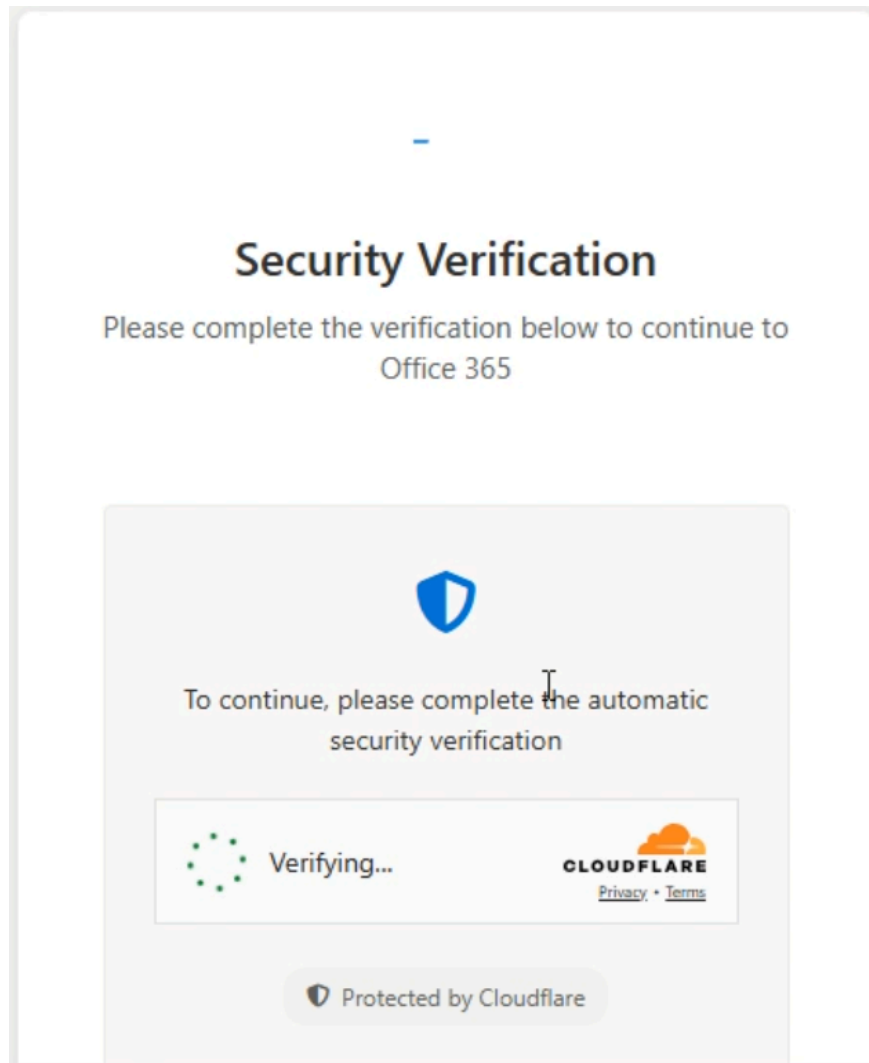 Security Verification
Please complete the verification below to continue to
Office 365
To continue, please complete the automatic
security verification
Verifying...
CLOUDFLARE
Privacy • Terms
Protected by Cloudflare